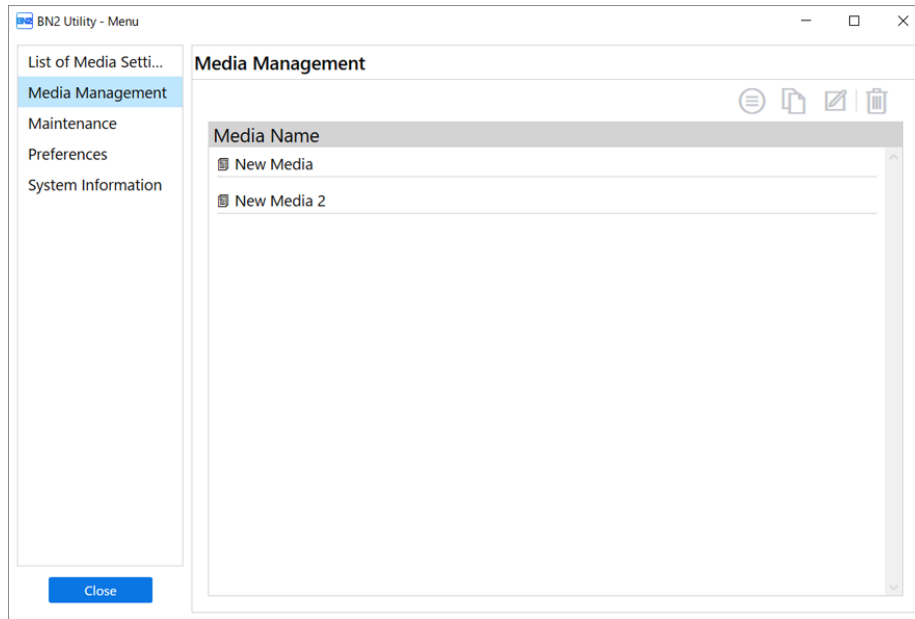 BN2 BN2 Utility - Menu
List of Media Setti...
Media Management
Maintenance
Preferences
System Information
Close
Media Management
Media Name
New Media
New Media 2